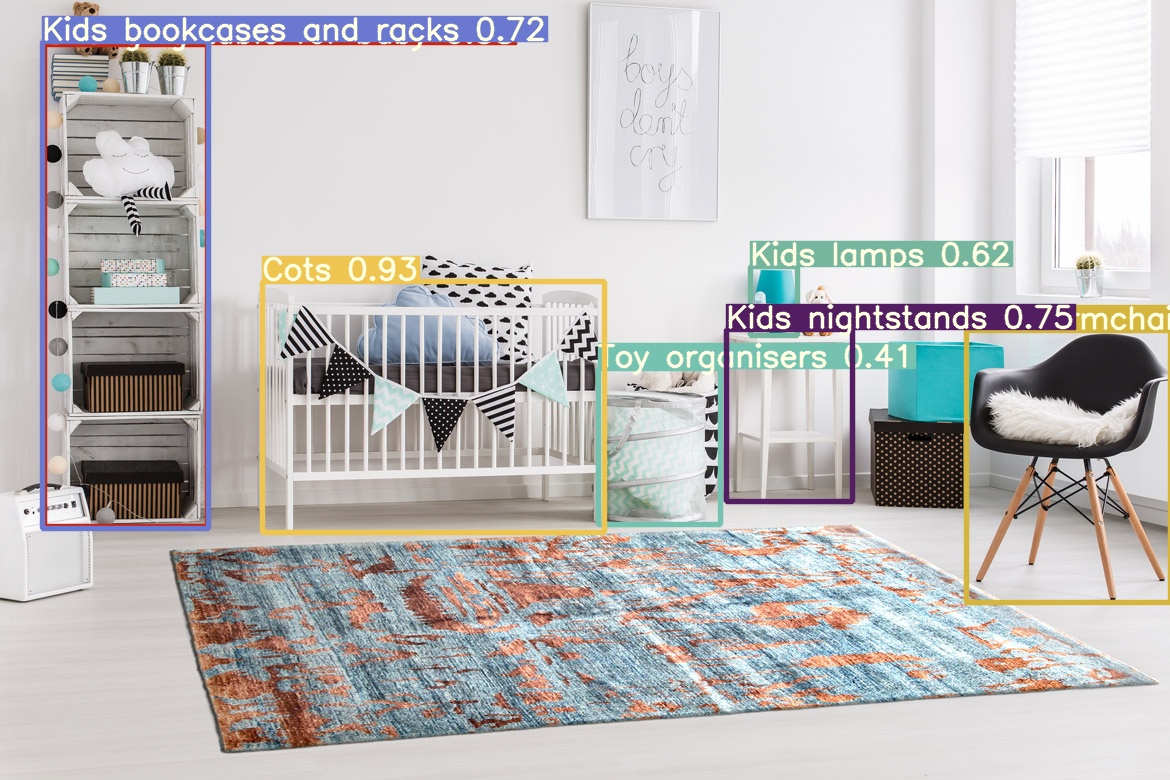 Kids bookcases and racks 0.72
boys
don't
cry
Kids lamps 0.62
Cots 0.93
Kids nightstands 0.75
Toy organisers 0.41